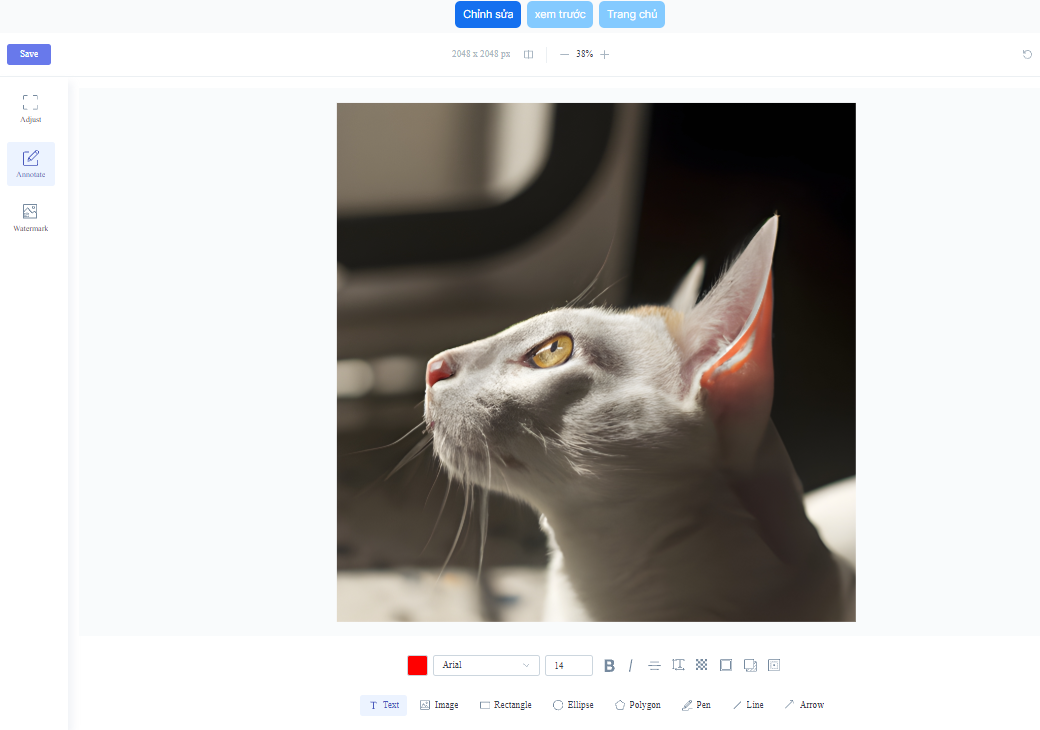 Chỉnh sửa xem trước Trang chủ
Save 2048 x 2048 px 38%
Adjust
Annotate
Watermark
Arial 14 B I
T Text Image Rectangle Ellipse Polygon Pen Line Arrow